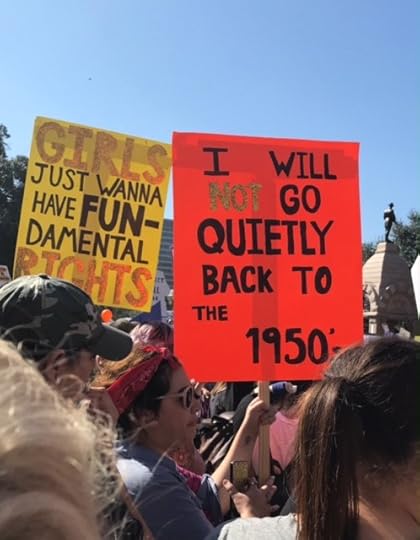 GIRLS
JUST WANNA
HAVE FUN-
DAMENTAL
RIGHTS
I WILL
NOT GO
QUIETLY
BACK TO
THE
1950's